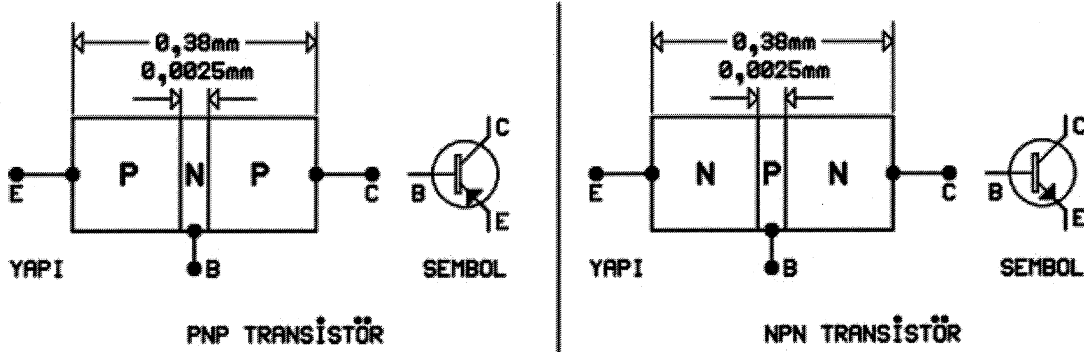 0,38mm
0,0025mm
P N P
E
C
B
C
B
E
YAPI
SEMBOL
PNP TRANSİSTÖR
0,38mm
0,0025mm
N P N
E
C
B
C
B
E
YAPI
SEMBOL
NPN TRANSİSTÖR